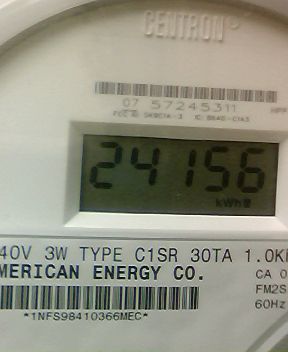 CENTRON®
07 57245311
24156
kWh
40V 3W TYPE C1SR 30TA 1.0K
MERICAN ENERGY CO.
CA 0
FM2S
60Hz
*1NFS98410366MEC*